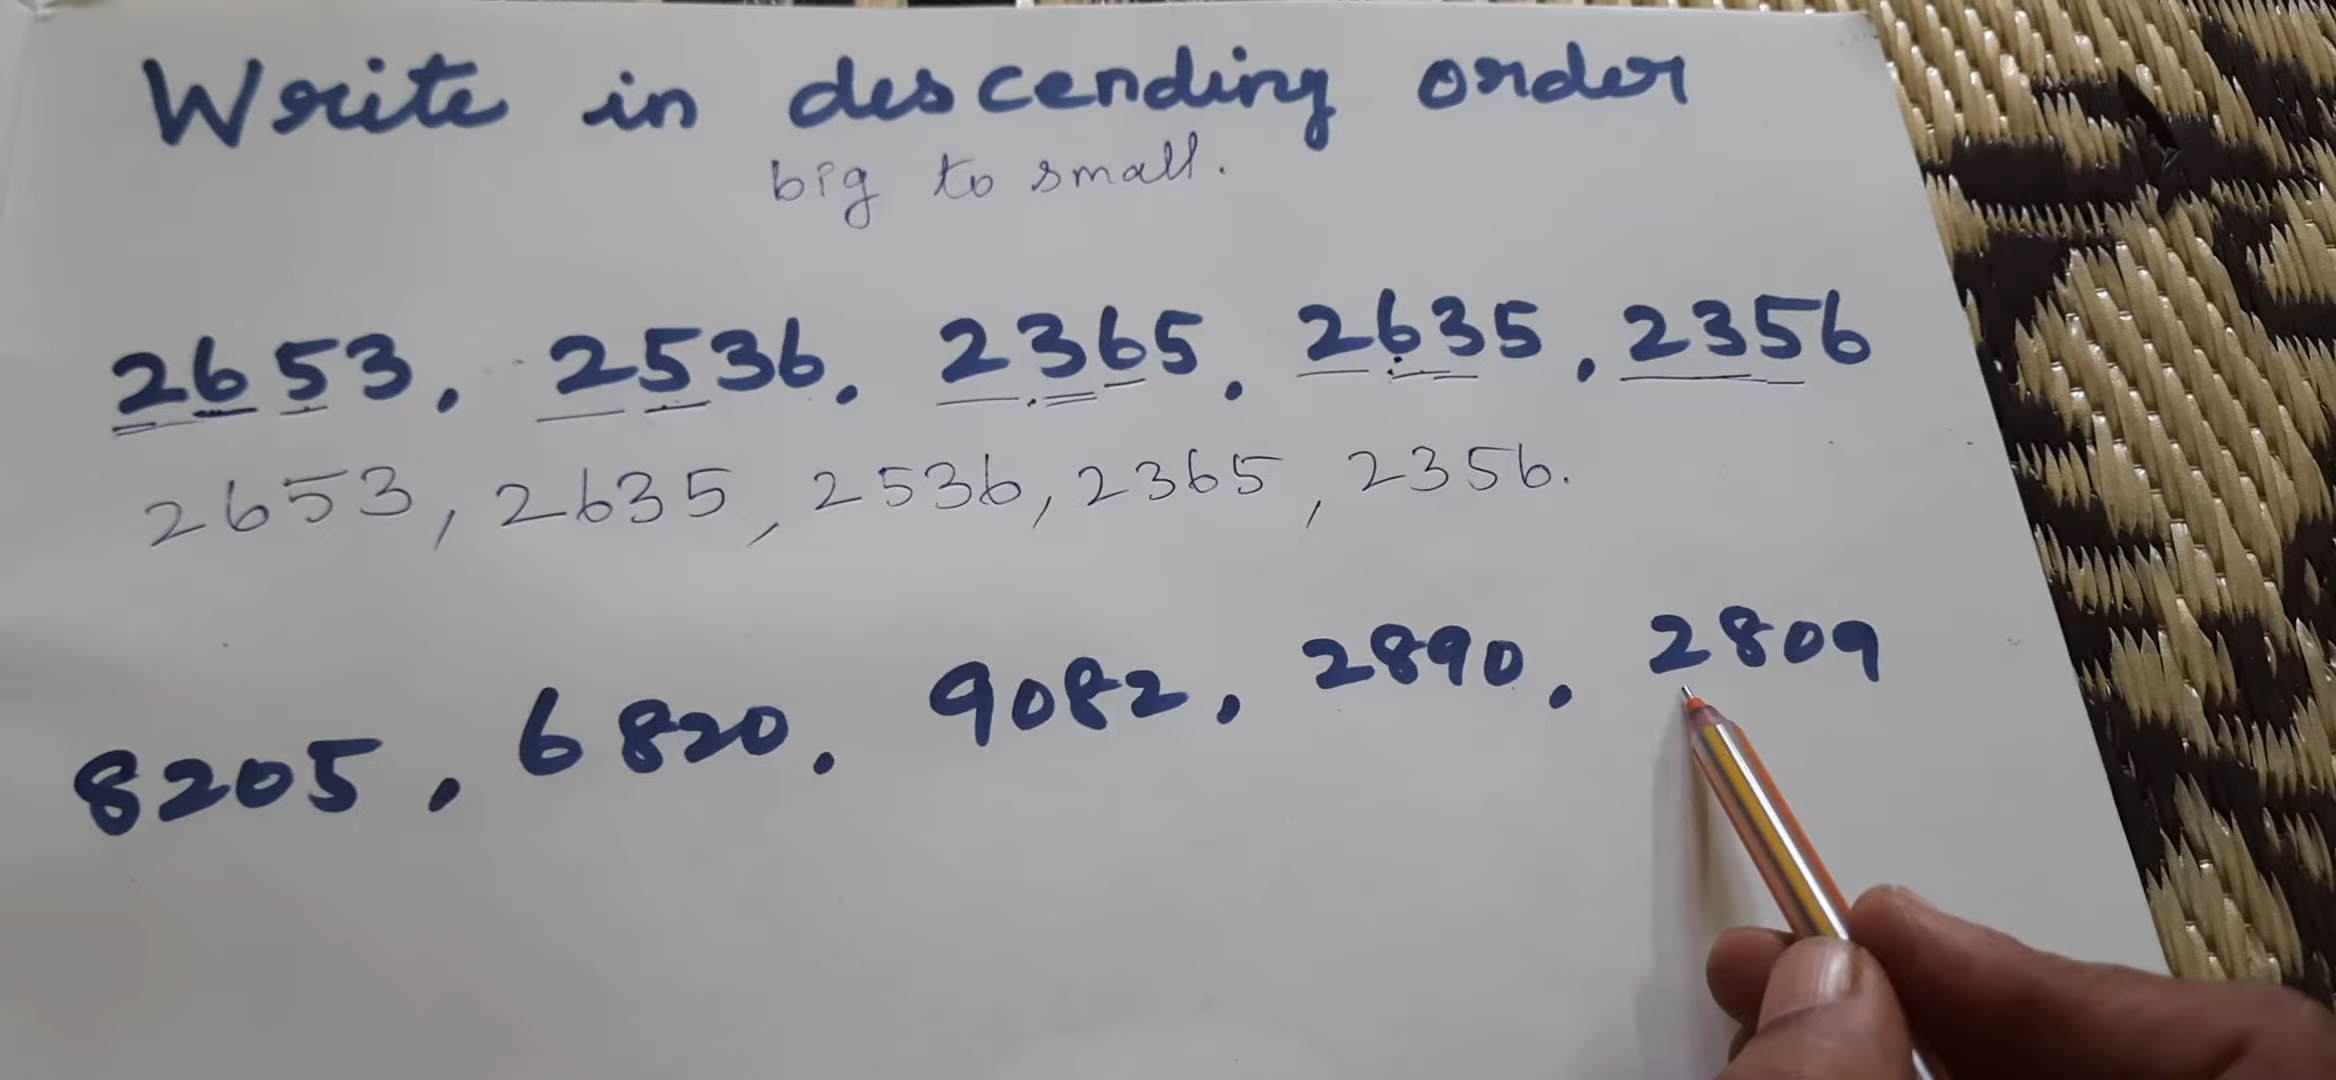 Write in descending order
big to small.
2653, 2536, 2365, 2635, 2356
2653, 2635, 2536, 2365, 2356.
8205, 6820, 9082, 2890, 2809